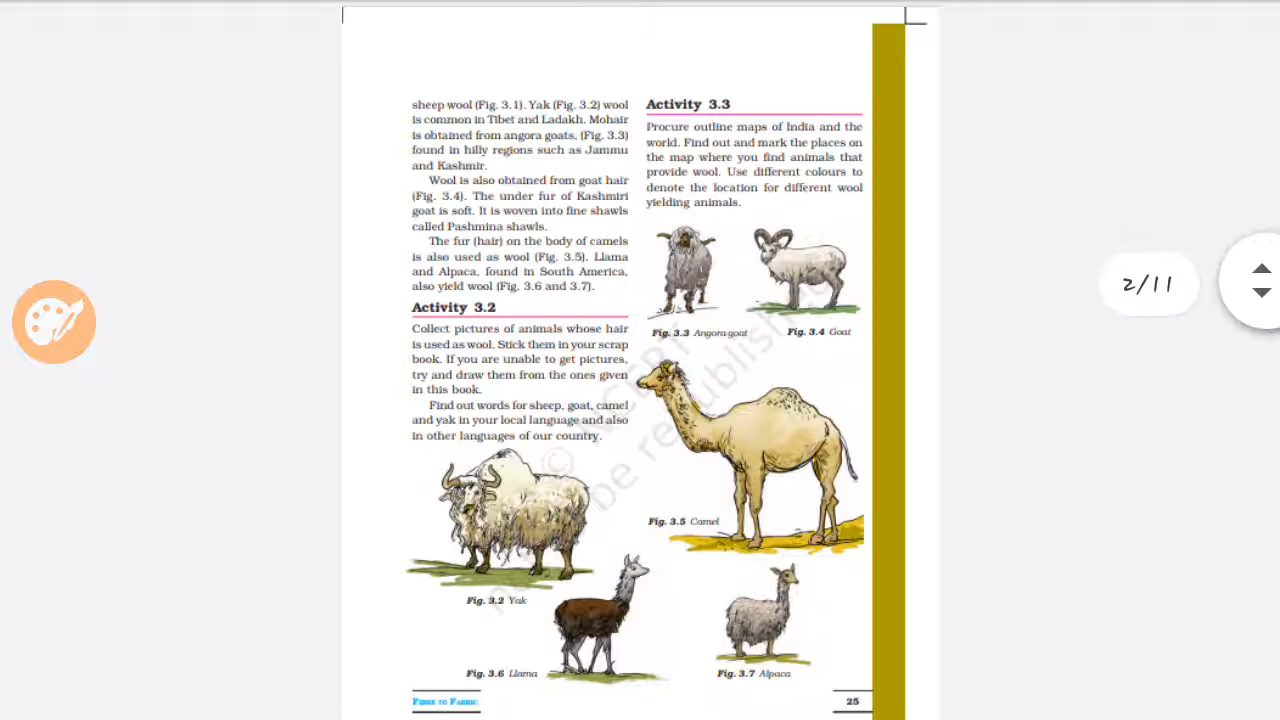 sheep wool (Fig. 3.1). Yak (Fig. 3.2) wool
is common in Tibet and Ladakh. Mohair
is obtained from angora goats, (Fig. 3.3)
found in hilly regions such as Jammu
and Kashmir.
Wool is also obtained from goat hair
(Fig. 3.4). The under fur of Kashmiri
goat is soft. It is woven into fine shawls
called Pashmina shawls.
The fur (hair) on the body of camels
is also used as wool (Fig. 3.5). Llama
and Alpaca, found in South America,
also yield wool (Fig. 3.6 and 3.7).
Activity 3.2
Collect pictures of animals whose hair
is used as wool. Stick them in your scrap
book. If you are unable to get pictures,
try and draw them from the ones given
in this book.
Find out words for sheep, goat, camel
and yak in your local language and also
in other languages of our country.
Fig. 3.2 Yak
Fig. 3.6 Llama
Activity 3.3
Procure outline maps of India and the
world. Find out and mark the places on
the map where you find animals that
provide wool. Use different colours to
denote the location for different wool
yielding animals.
Fig. 3.3 Angora goat
Fig. 3.4 Goat
Fig. 3.5 Camel
Fig. 3.7 Alpaca
FIBRE TO FABRIC
25
© NCERT
be republished
2/11